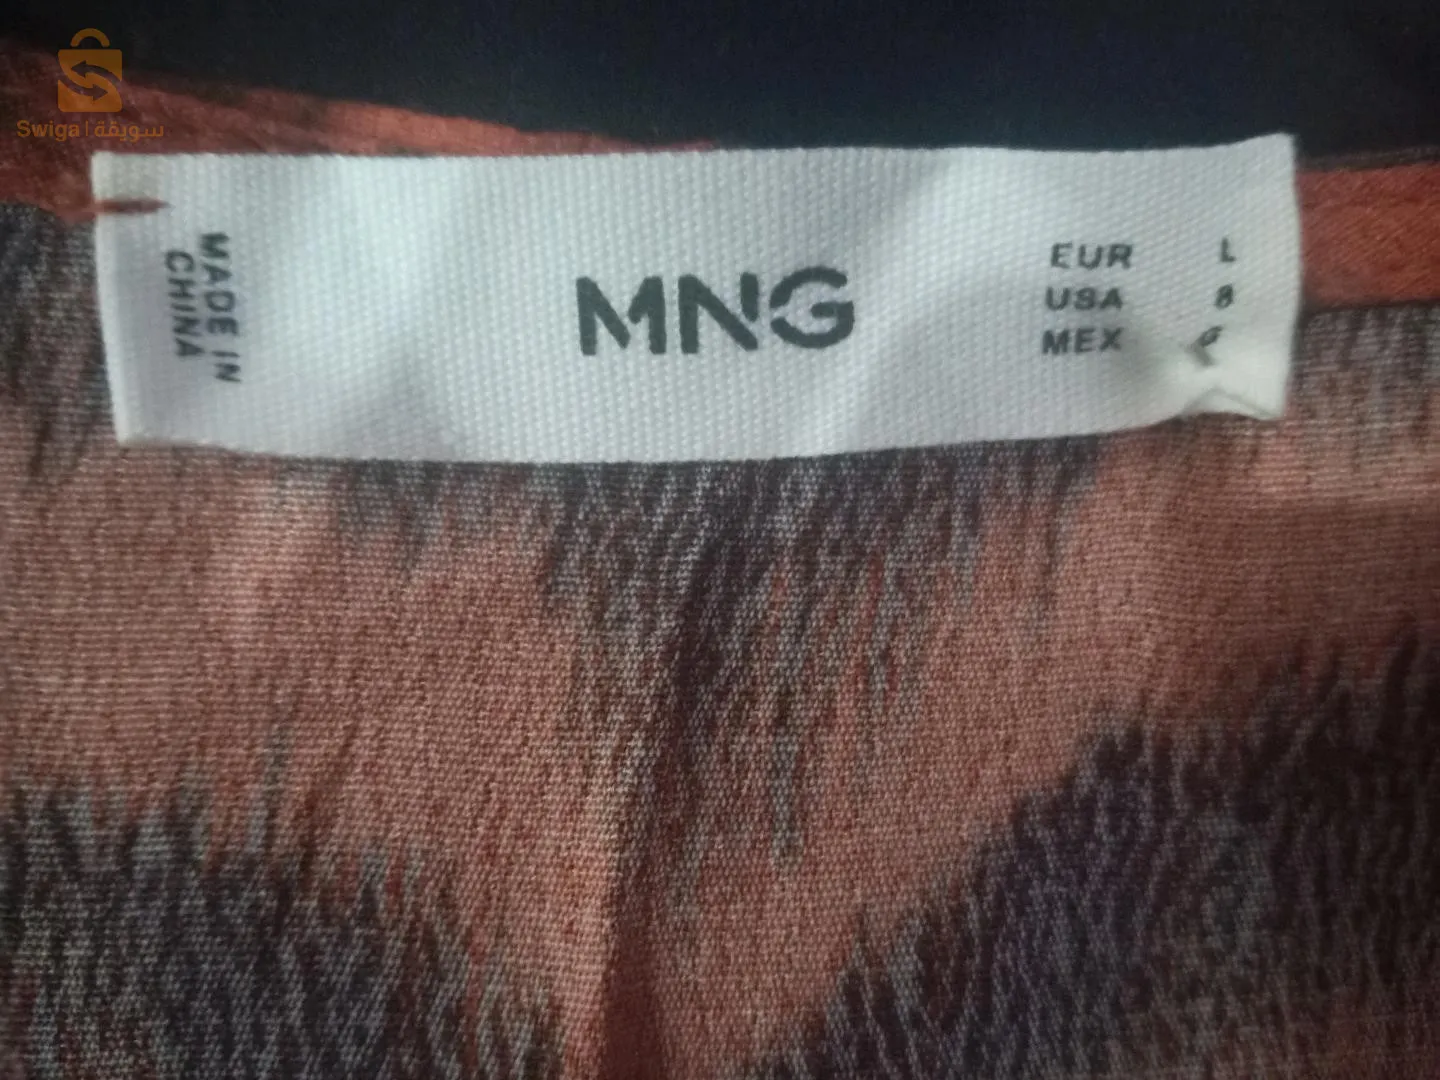 Swiga | سويقة
MADE IN
CHINA
MNG
EUR L
USA 8
MEX